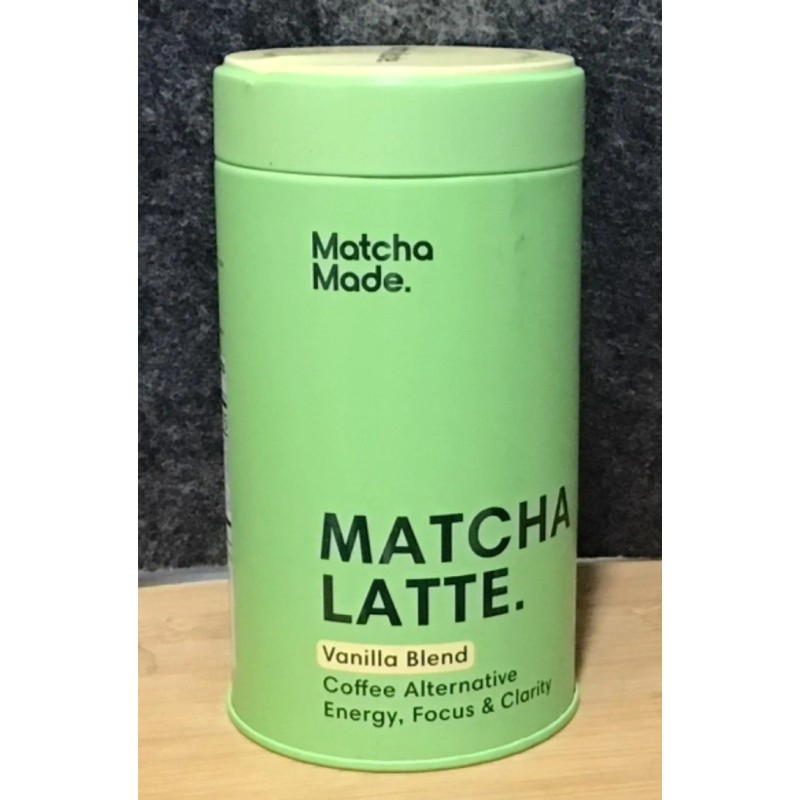 Matcha
Made.
MATCHA
LATTE.
Vanilla Blend
Coffee Alternative
Energy, Focus & Clarity